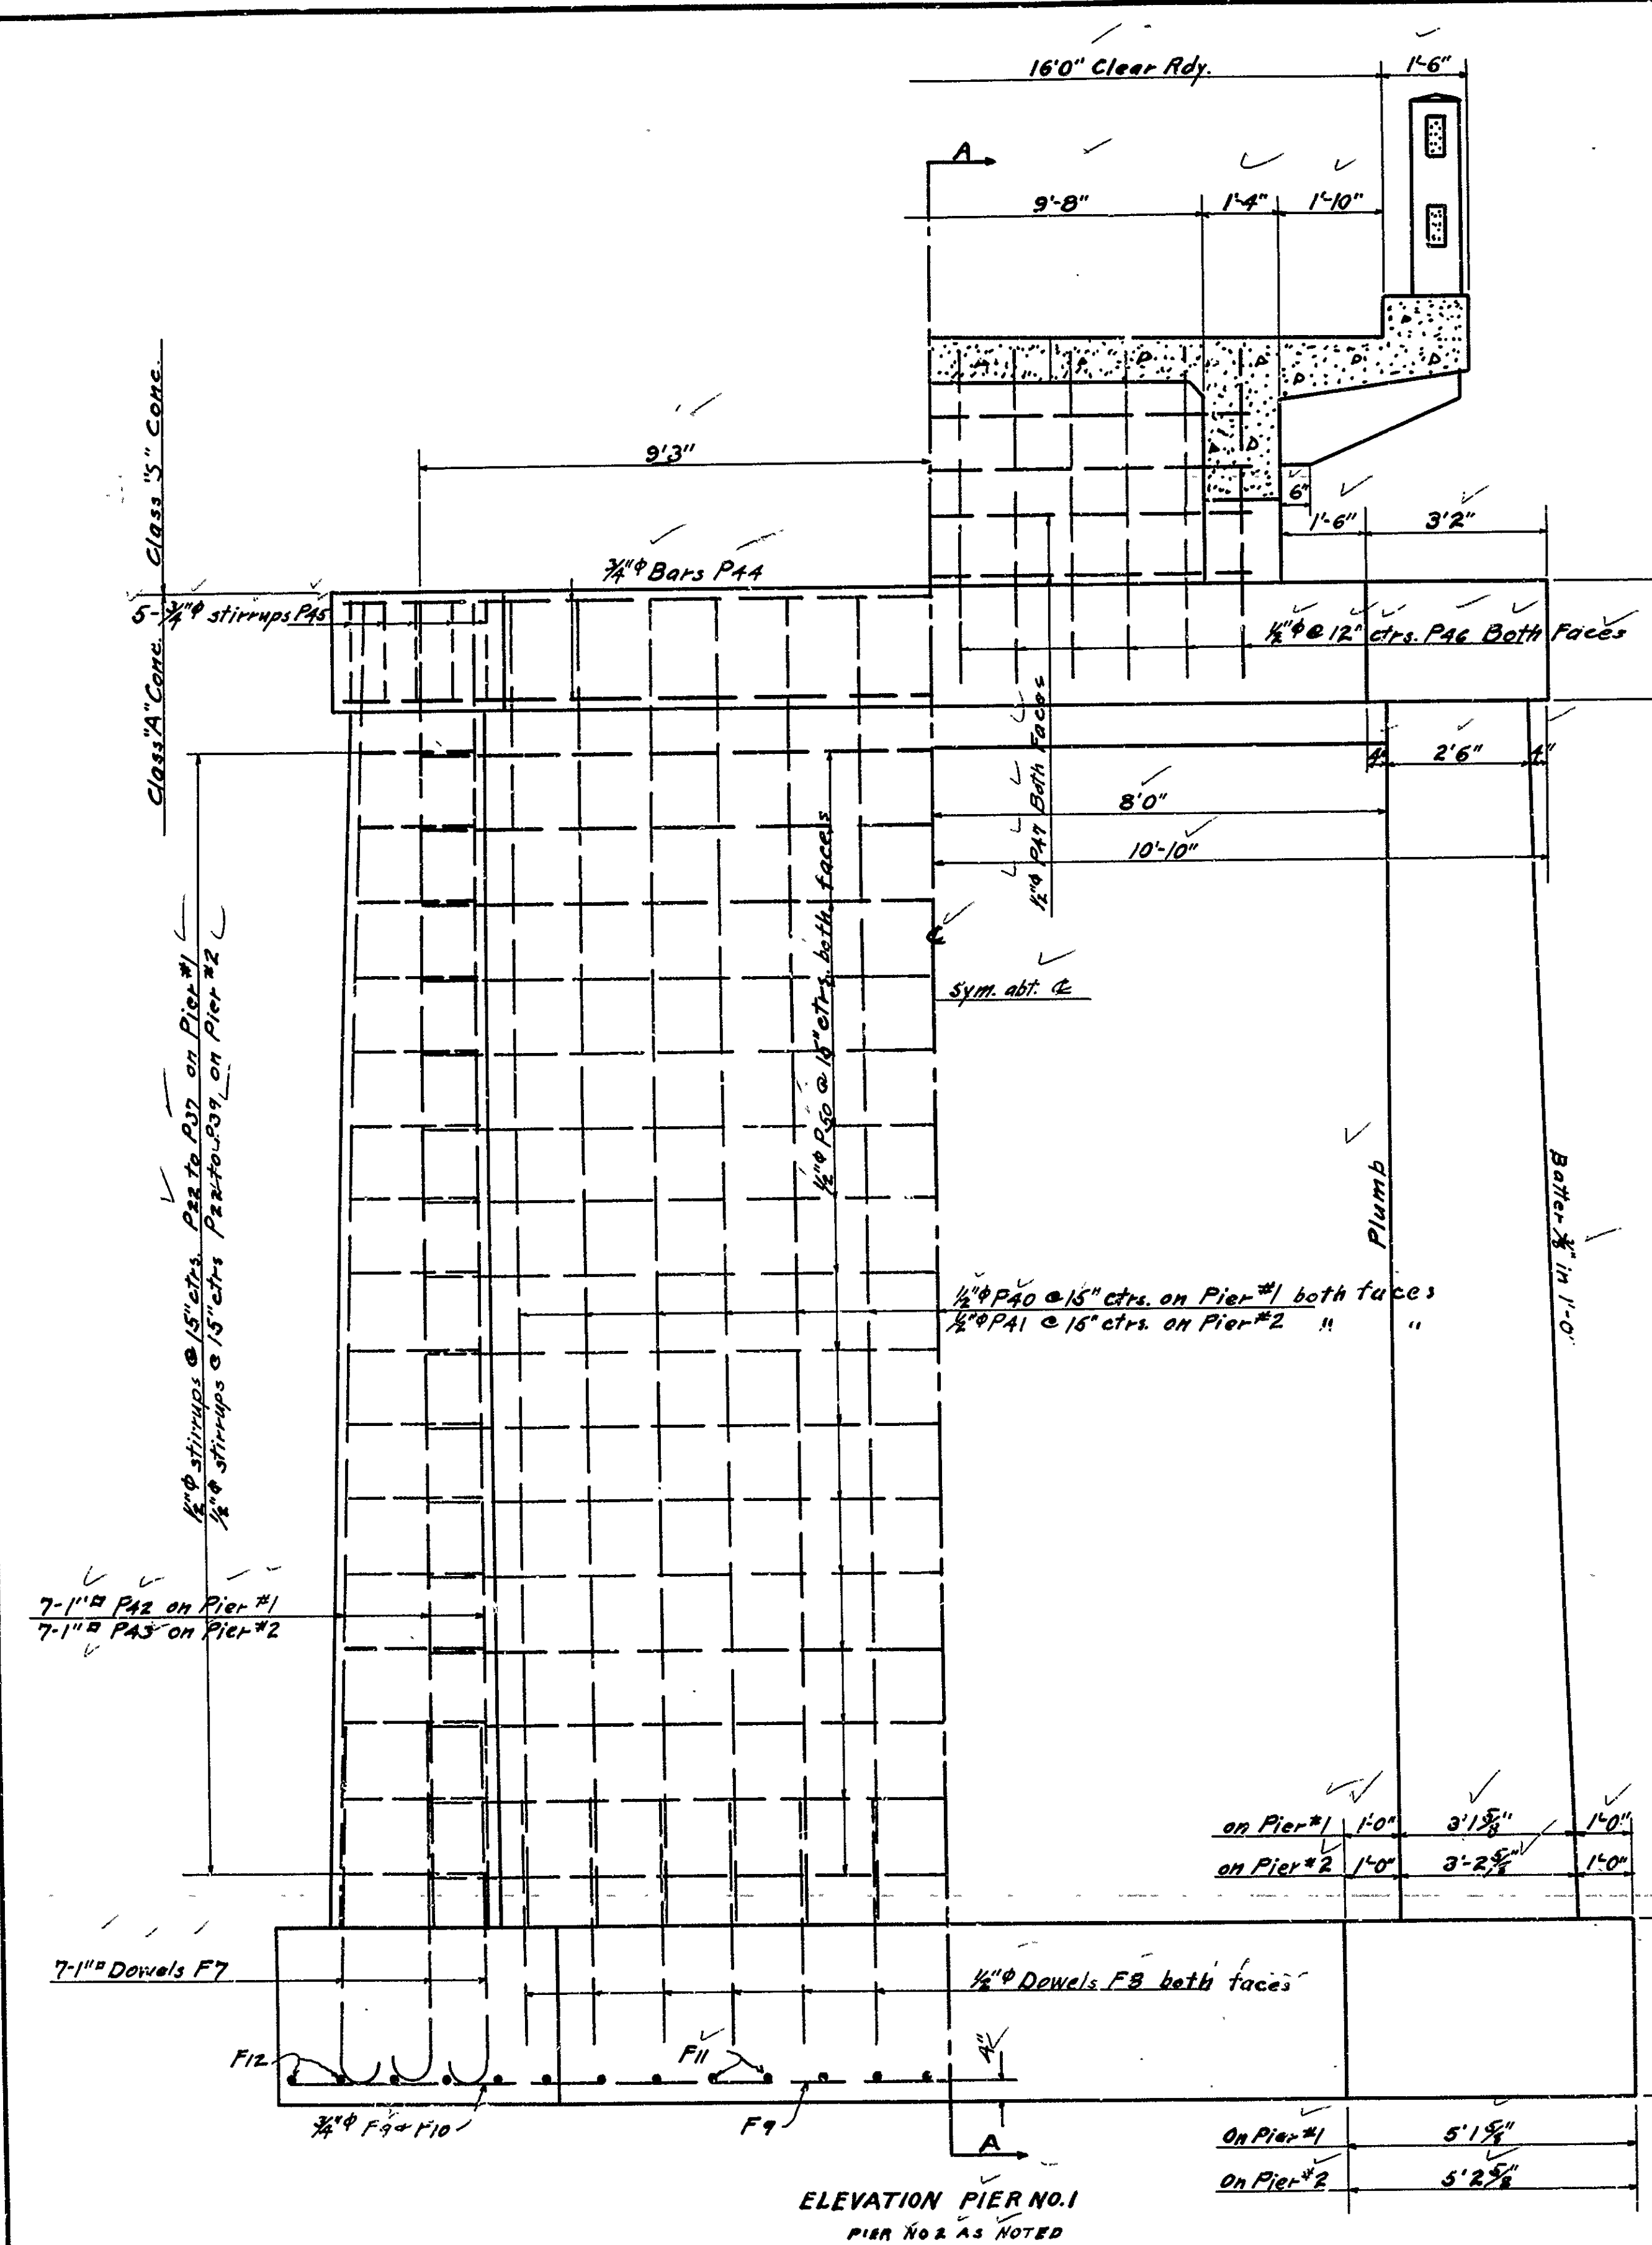 16'0" Clear Rdy.
1'-6"
A
9'-8"
1'-4"
1'-10"
Class "S" Conc.
9'3"
6"
1'-6"
3'2"
3/4"ϕ Bars P44
5-3/4"ϕ stirrups P45
1/2"ϕ @ 12" ctrs. P46 Both Faces
Class "A" Conc.
1/2"ϕ P47 Both Faces
4"
2'6"
4"
8'0"
10'-10"
℄
Sym. abt. ℄
1/2"ϕ P50 @ 15" ctrs. both faces
1/2"ϕ stirrups @ 15" ctrs. P22 to P37 on Pier #1
1/2"ϕ stirrups @ 15" ctrs P22 to P39 on Pier #2
Plumb
Batter 3/8" in 1'-0"
1/2"ϕ P40 @ 15" ctrs. on Pier #1 both faces
1/2"ϕ P41 @ 15" ctrs. on Pier #2 " "
7-1"⌑ P42 on Pier #1
7-1"⌑ P43 on Pier #2
on Pier #1 1'-0" 3'1 5/8" 1'-0"
on Pier #2 1'-0" 3'-2 5/8" 1'-0"
7-1"⌑ Dowels F7
1/2"ϕ Dowels F8 both faces
F12
F11
4"
3/4"ϕ F9 & F10
F9
A
On Pier #1 5'1 5/8"
On Pier #2 5'2 5/8"
ELEVATION PIER NO.1
PIER NO 2 AS NOTED